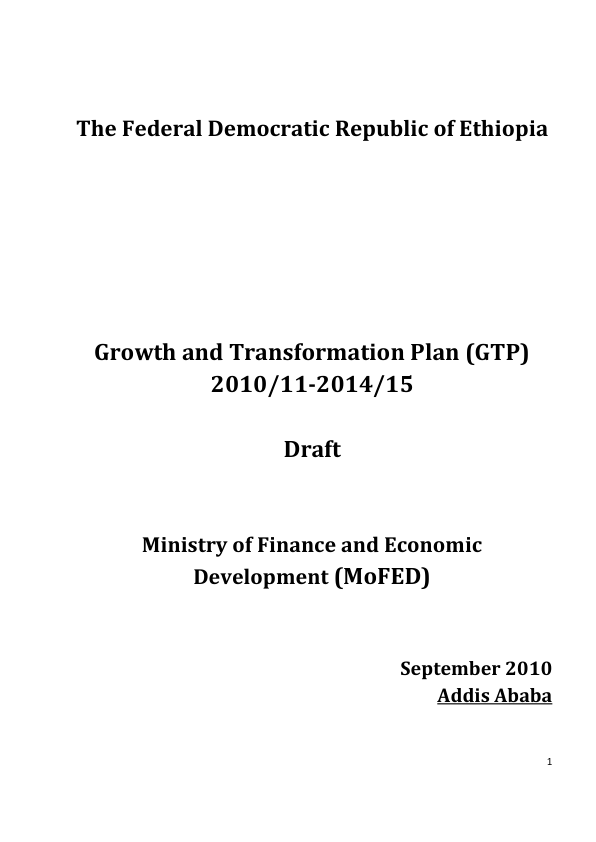 The Federal Democratic Republic of Ethiopia
Growth and Transformation Plan (GTP)
2010/11-2014/15
Draft
Ministry of Finance and Economic
Development (MoFED)
September 2010
Addis Ababa
1